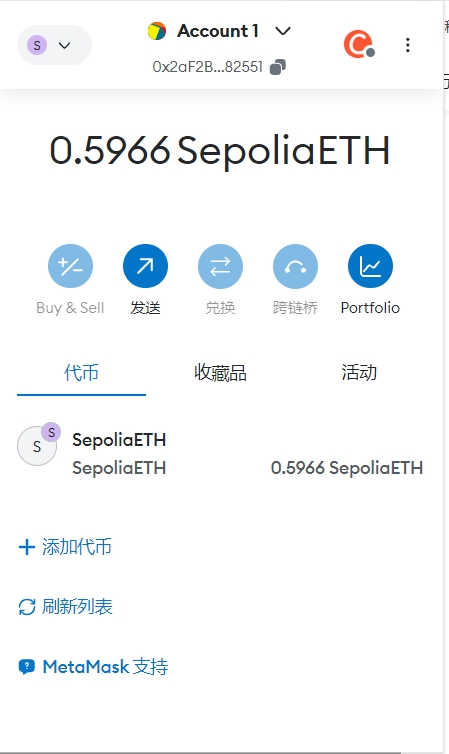 S
Account 1
0x2aF2B...82551
0.5966 SepoliaETH
Buy & Sell
发送
兑换
跨链桥
Portfolio
代币
收藏品
活动
S
S
SepoliaETH
SepoliaETH
0.5966 SepoliaETH
添加代币
刷新列表
MetaMask 支持